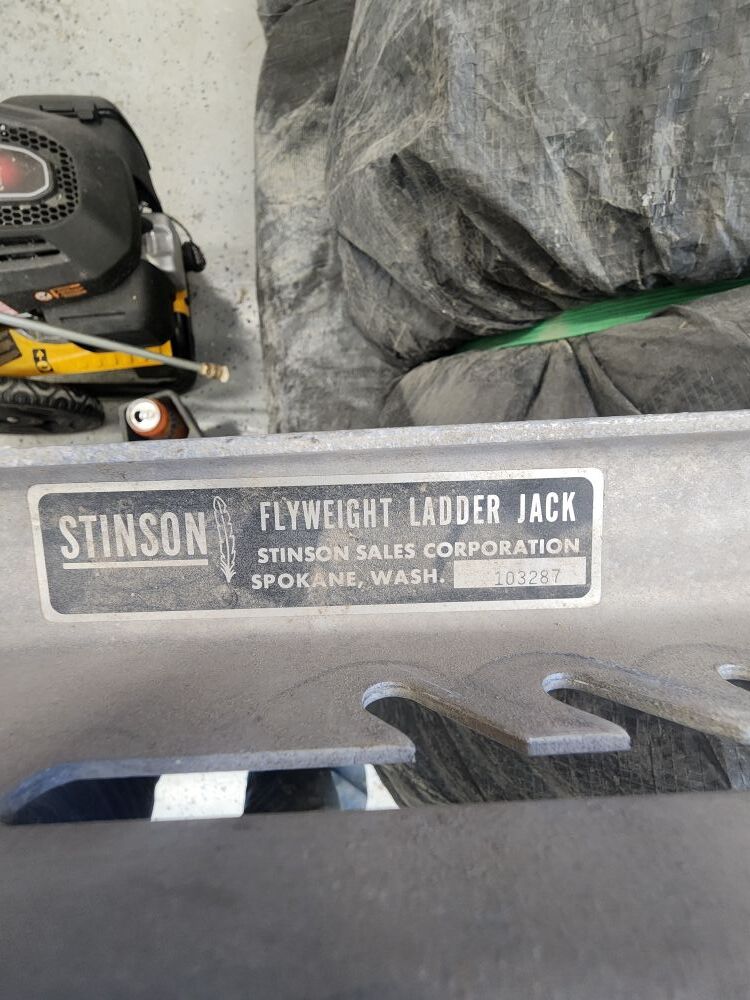 STINSON
FLYWEIGHT LADDER JACK
STINSON SALES CORPORATION
SPOKANE, WASH. 103287